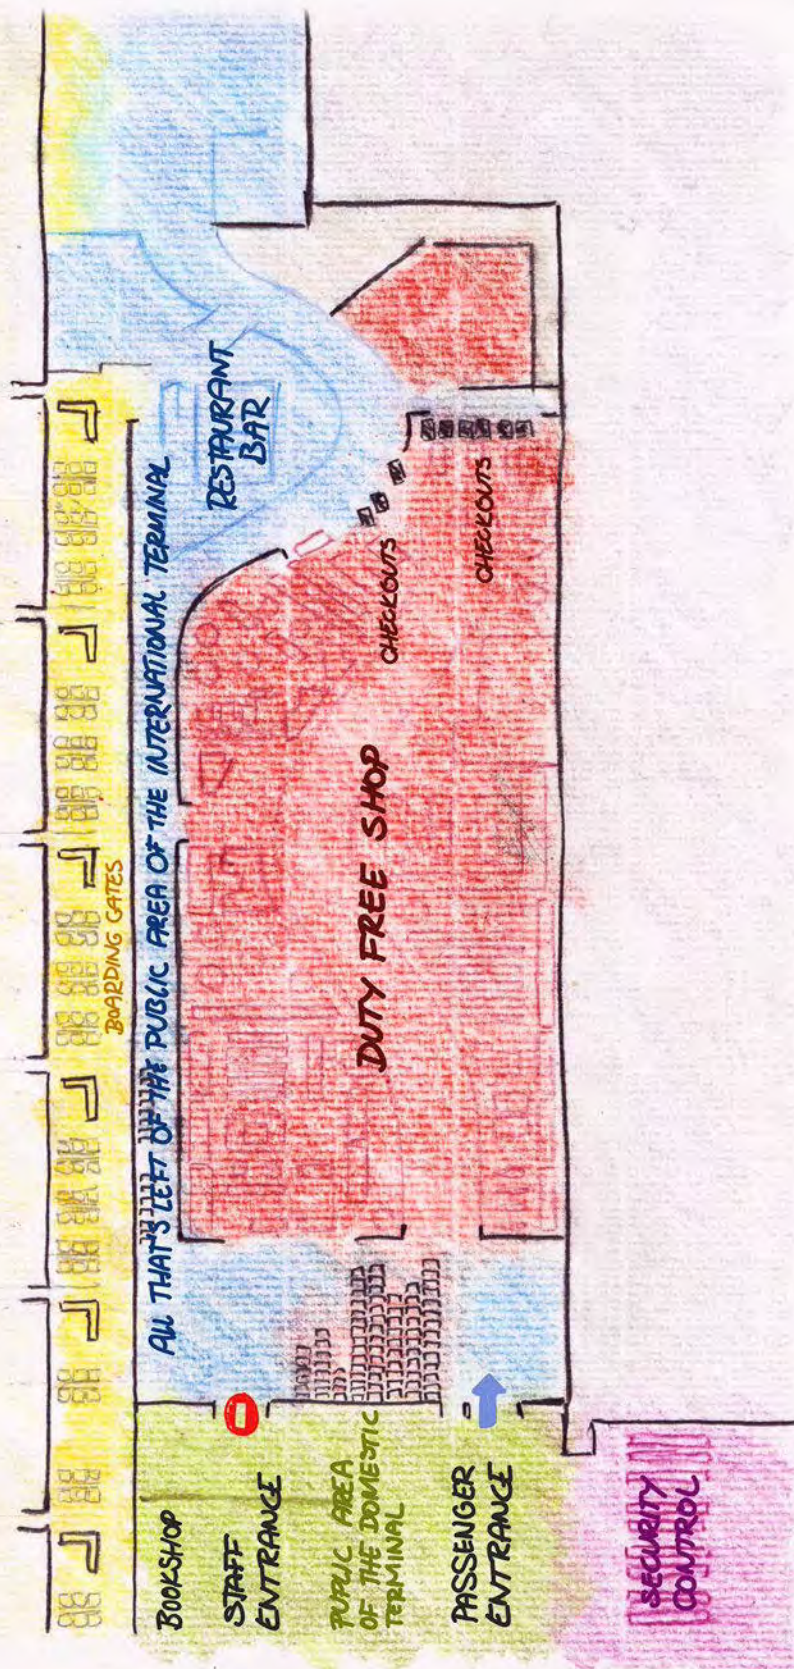 ALL THAT'S LEFT OF THE PUBLIC AREA OF THE INTERNATIONAL TERMINAL
RESTAURANT
BAR
CHECKOUTS
CHECKOUTS
DUTY FREE SHOP
BOARDING GATES
BOOKSHOP
STAFF
ENTRANCE
PUPLIC AREA
OF THE DOMESTIC
TERMINAL
PASSENGER
ENTRANCE
SECURITY
CONTROL